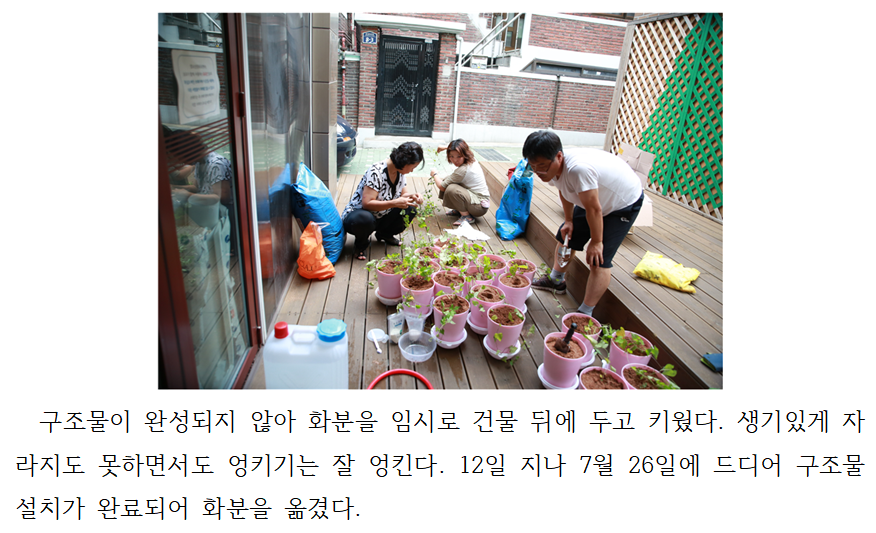 구조물이 완성되지 않아 화분을 임시로 건물 뒤에 두고 키웠다. 생기있게 자
라지도 못하면서도 엉키기는 잘 엉킨다. 12일 지나 7월 26일에 드디어 구조물
설치가 완료되어 화분을 옮겼다.